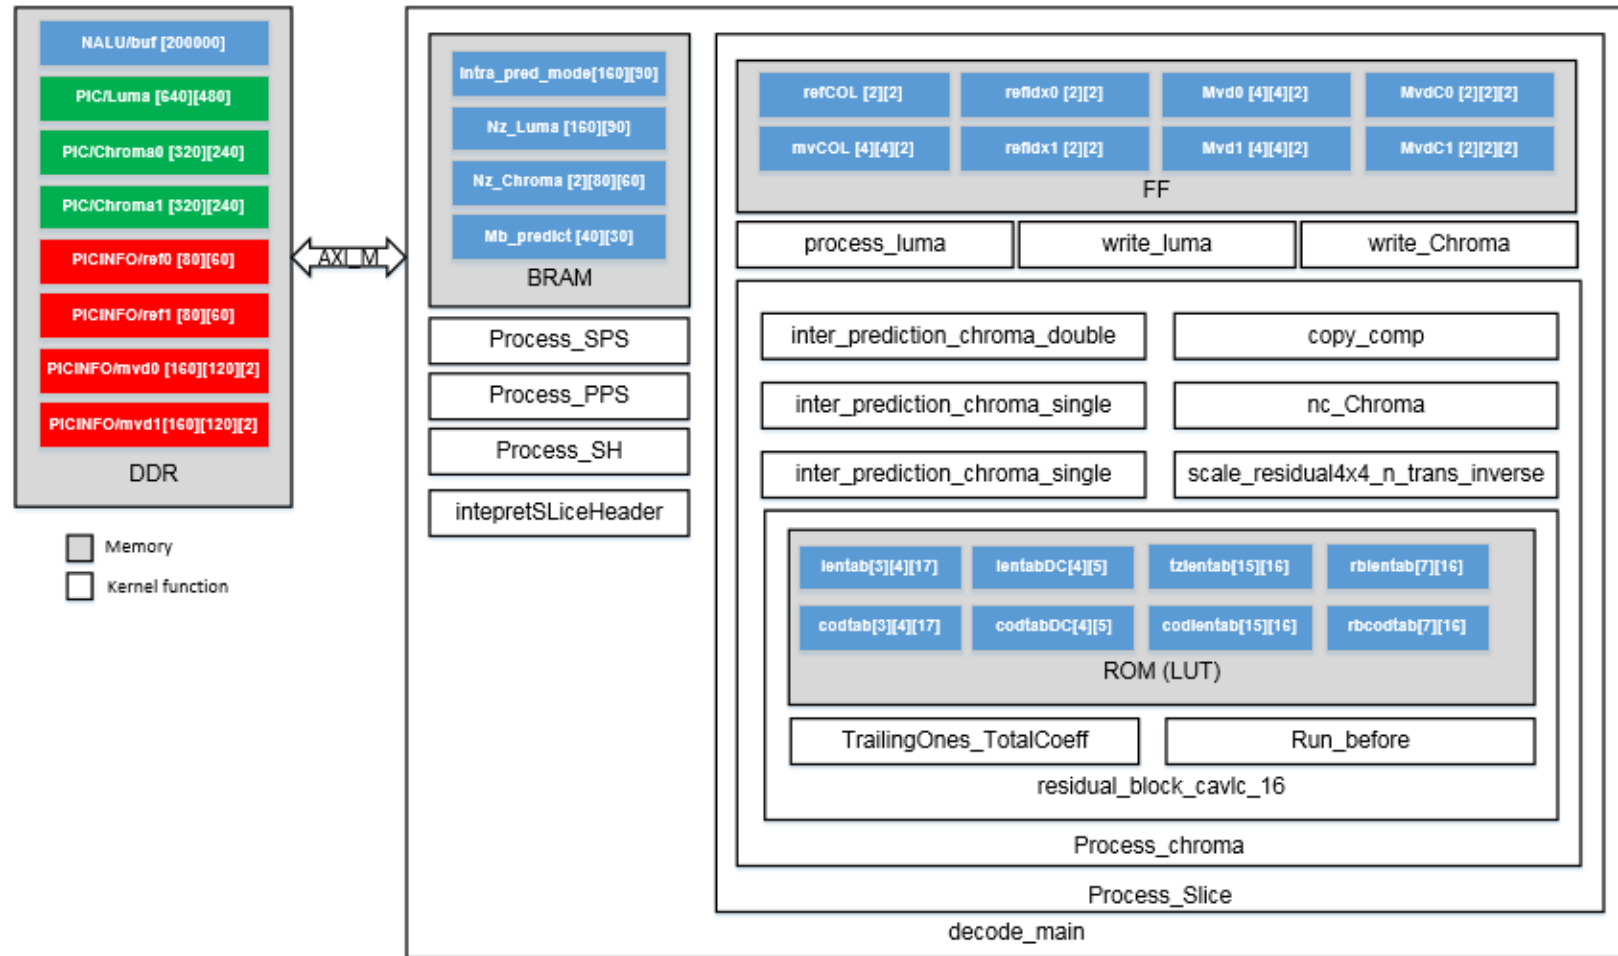 NALU/buf [200000]
PIC/Luma [640][480]
PIC/Chroma0 [320][240]
PIC/Chroma1 [320][240]
PICINFO/ref0 [80][60]
PICINFO/ref1 [80][60]
PICINFO/mvd0 [160][120][2]
PICINFO/mvd1[160][120][2]
DDR
Memory
Kernel function
AXI_M
Intra_pred_mode[160][90]
Nz_Luma [160][90]
Nz_Chroma [2][80][60]
Mb_predict [40][30]
BRAM
Process_SPS
Process_PPS
Process_SH
intepretSLiceHeader
refCOL [2][2]
refIdx0 [2][2]
Mvd0 [4][4][2]
MvdC0 [2][2][2]
mvCOL [4][4][2]
refIdx1 [2][2]
Mvd1 [4][4][2]
MvdC1 [2][2][2]
FF
process_luma
write_luma
write_Chroma
inter_prediction_chroma_double
copy_comp
inter_prediction_chroma_single
nc_Chroma
inter_prediction_chroma_single
scale_residual4x4_n_trans_inverse
lentab[3][4][17]
lentabDC[4][5]
tzlentab[15][16]
rblentab[7][16]
codtab[3][4][17]
codtabDC[4][5]
codlentab[15][16]
rbcodtab[7][16]
ROM (LUT)
TrailingOnes_TotalCoeff
Run_before
residual_block_cavlc_16
Process_chroma
Process_Slice
decode_main